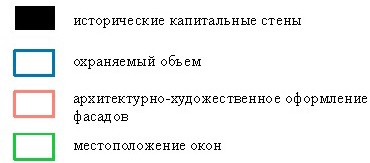 исторические капитальные стены
охраняемый объем
архитектурно-художественное оформление
фасадов
местоположение окон